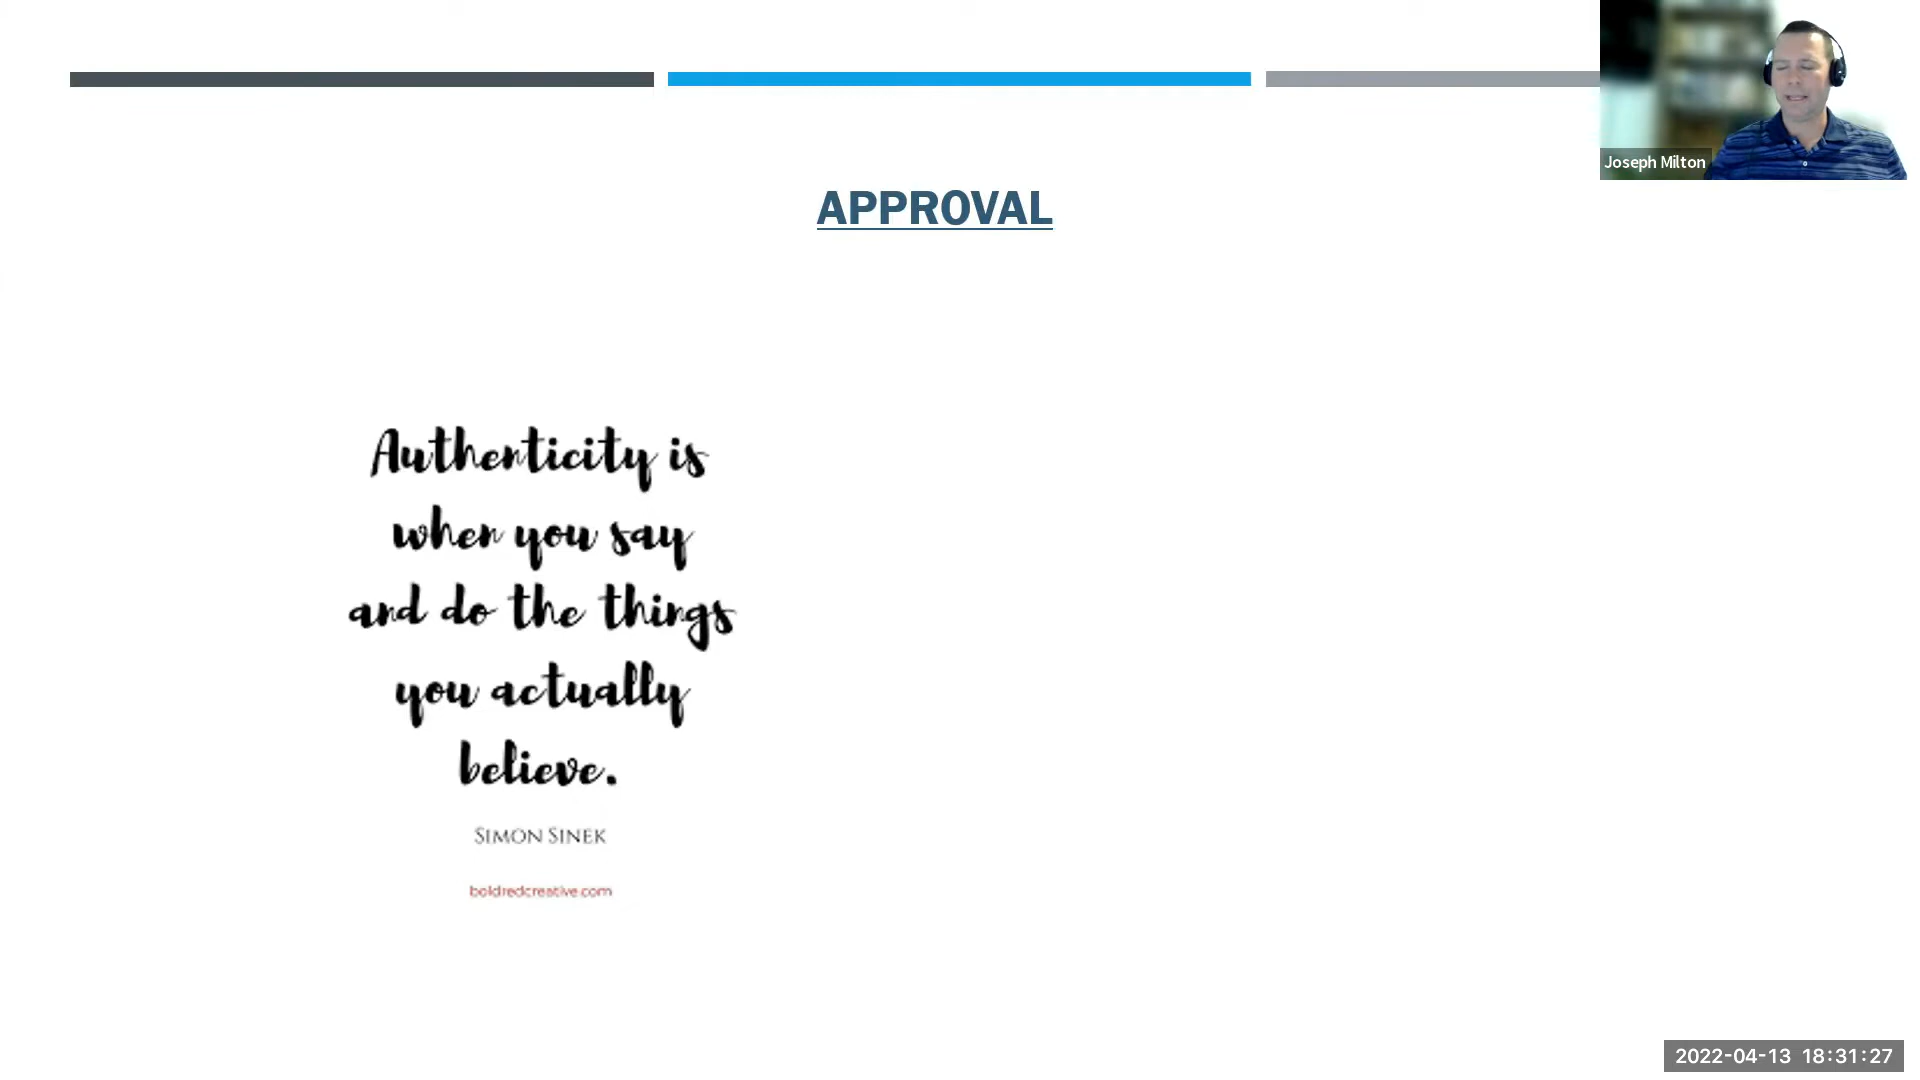 Joseph Milton
APPROVAL
Authenticity is
when you say
and do the things
you actually
believe.
SIMON SINEK
boldredcreative.com
2022-04-13 18:31:27